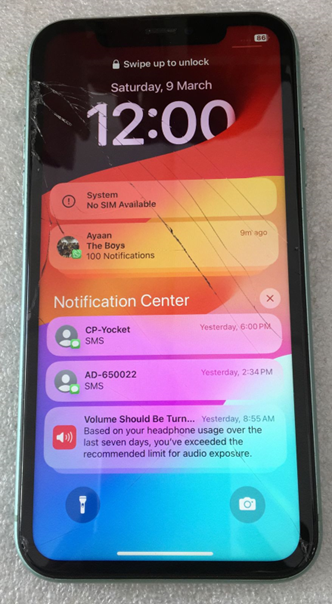 86
Swipe up to unlock
Saturday, 9 March
12:00
System
No SIM Available
Ayaan
9m ago
The Boys
100 Notifications
Notification Center
CP-Yocket
Yesterday, 6:00 PM
SMS
AD-650022
Yesterday, 2:34 PM
SMS
Volume Should Be Turn... Yesterday, 8:55 AM
Based on your headphone usage over the
last seven days, you've exceeded the
recommended limit for audio exposure.